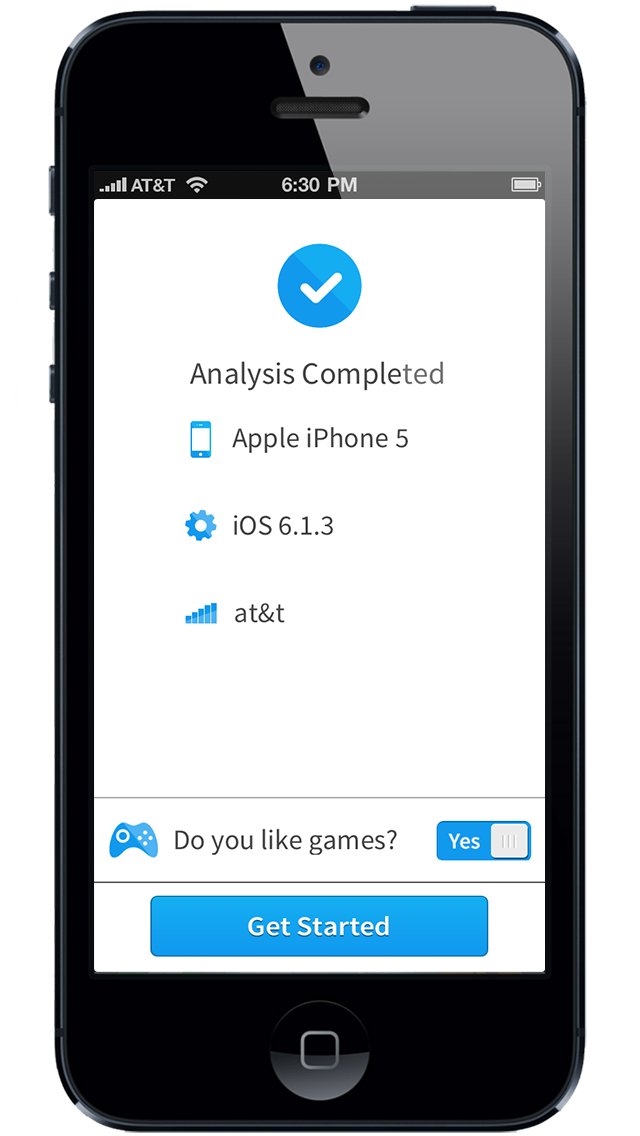 AT&T 6:30 PM
Analysis Completed
Apple iPhone 5
iOS 6.1.3
at&t
Do you like games? Yes
Get Started